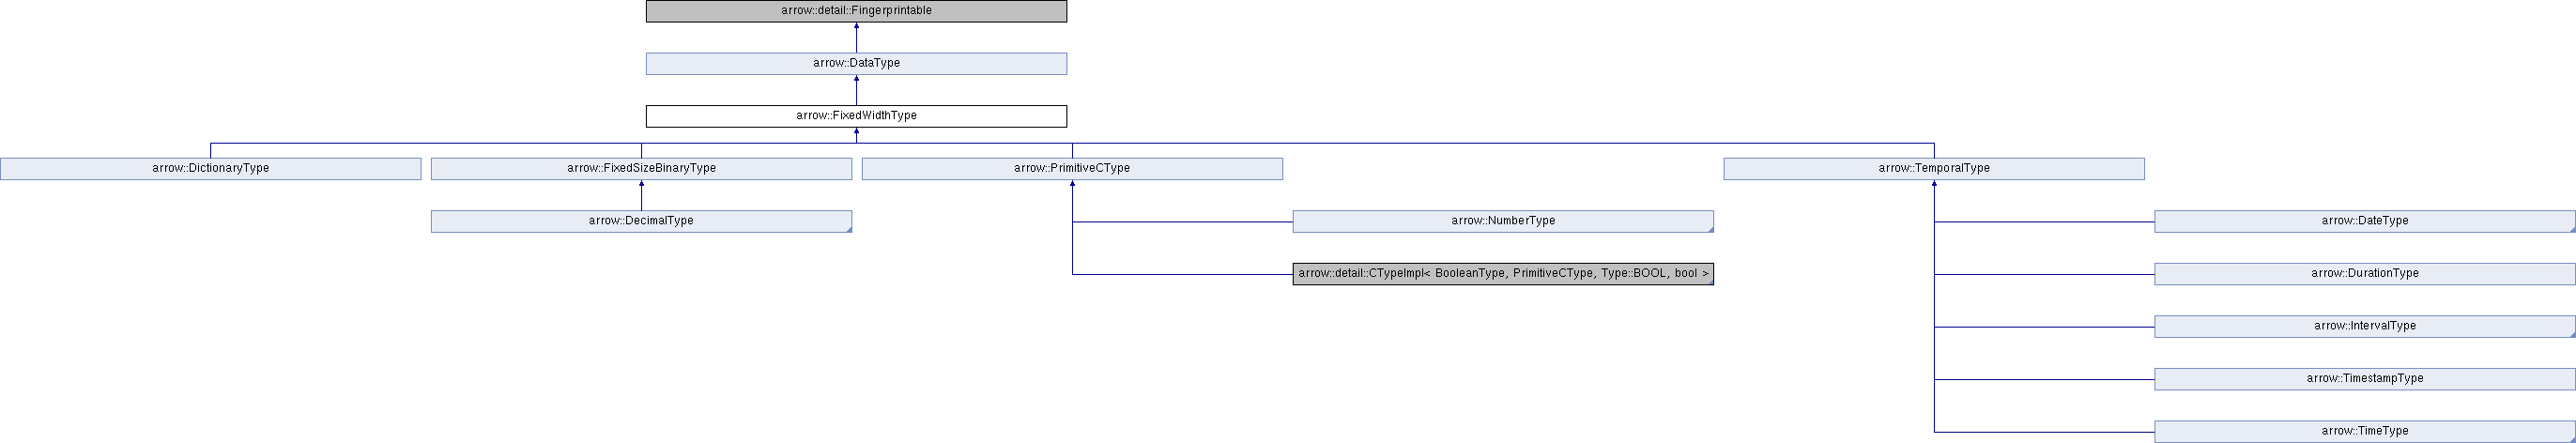 arrow::detail::Fingerprintable
arrow::DataType
arrow::FixedWidthType
arrow::DictionaryType
arrow::FixedSizeBinaryType
arrow::PrimitiveCType
arrow::TemporalType
arrow::DecimalType
arrow::NumberType
arrow::DateType
arrow::detail::CTypeImpl< BooleanType, PrimitiveCType, Type::BOOL, bool >
arrow::DurationType
arrow::IntervalType
arrow::TimestampType
arrow::TimeType